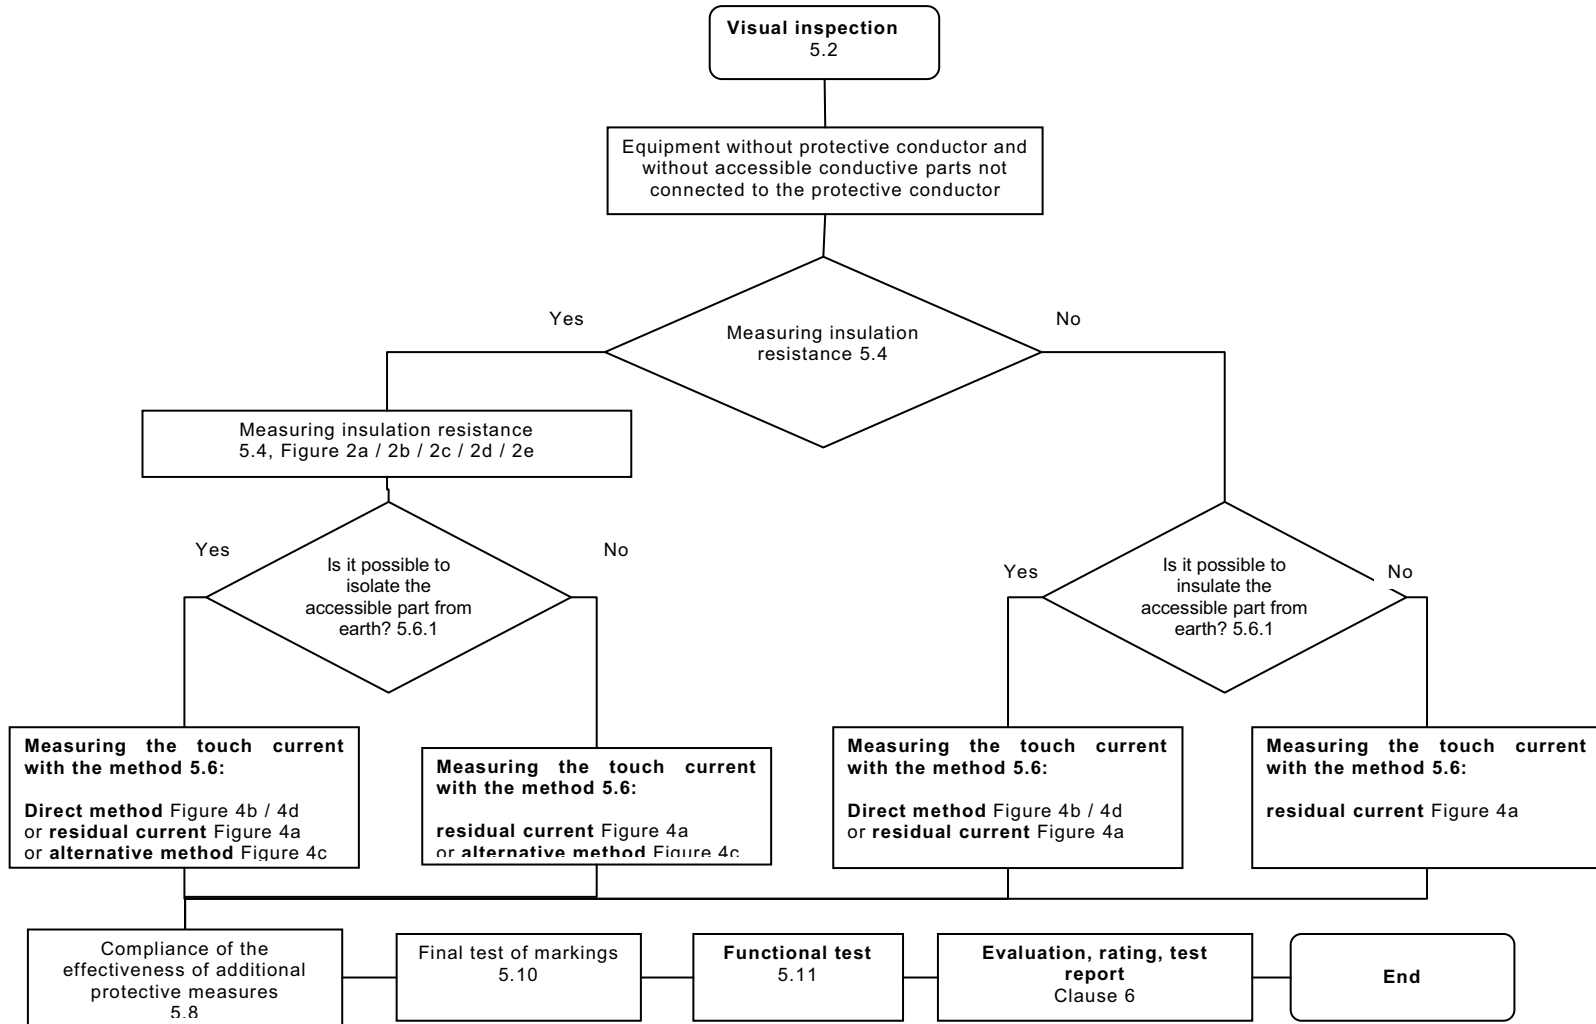 Visual inspection
5.2
Equipment without protective conductor and
without accessible conductive parts not
connected to the protective conductor
Yes
No
Measuring insulation
resistance 5.4
Measuring insulation resistance
5.4, Figure 2a / 2b / 2c / 2d / 2e
Yes
No
Is it possible to
isolate the
accessible part from
earth? 5.6.1
Yes
No
Is it possible to
insulate the
accessible part from
earth? 5.6.1
Measuring the touch current
with the method 5.6:
Direct method Figure 4b / 4d
or residual current Figure 4a
or alternative method Figure 4c
Measuring the touch current
with the method 5.6:
residual current Figure 4a
or alternative method Figure 4c
Measuring the touch current
with the method 5.6:
Direct method Figure 4b / 4d
or residual current Figure 4a
Measuring the touch current
with the method 5.6:
residual current Figure 4a
Compliance of the
effectiveness of additional
protective measures
5.8
Final test of markings
5.10
Functional test
5.11
Evaluation, rating, test
report
Clause 6
End